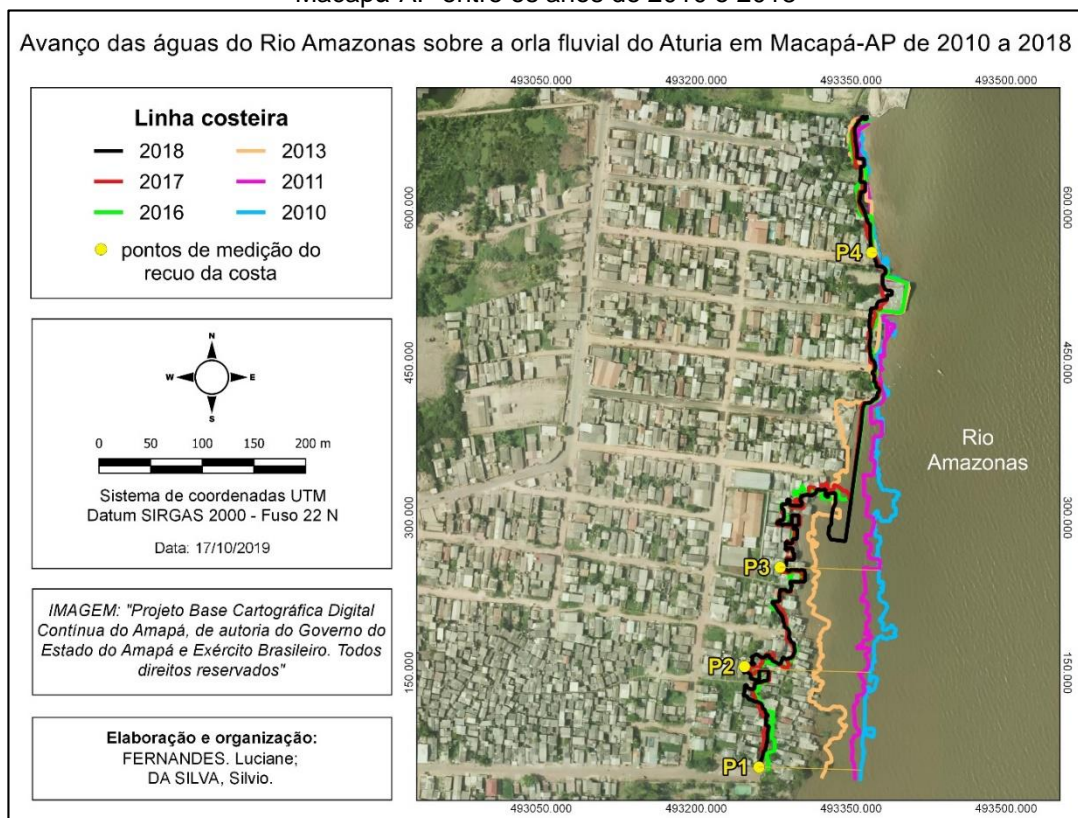 Macapá-AP entre os anos de 2010 e 2018
Avanço das águas do Rio Amazonas sobre a orla fluvial do Aturia em Macapá-AP de 2010 a 2018
Linha costeira
2018
2013
2017
2011
2016
2010
pontos de medição do
recuo da costa
N
W
E
S
0 50 100 150 200 m
Sistema de coordenadas UTM
Datum SIRGAS 2000 - Fuso 22 N
Data: 17/10/2019
IMAGEM: "Projeto Base Cartográfica Digital
Contínua do Amapá, de autoria do Governo do
Estado do Amapá e Exército Brasileiro. Todos
direitos reservados"
Elaboração e organização:
FERNANDES. Luciane;
DA SILVA, Silvio.
493050.000 493200.000 493350.000 493500.000
600.000
600.000
P4
450.000
450.000
Rio
Amazonas
300.000
300.000
P3
P2
150.000
150.000
P1
493050.000 493200.000 493350.000 493500.000